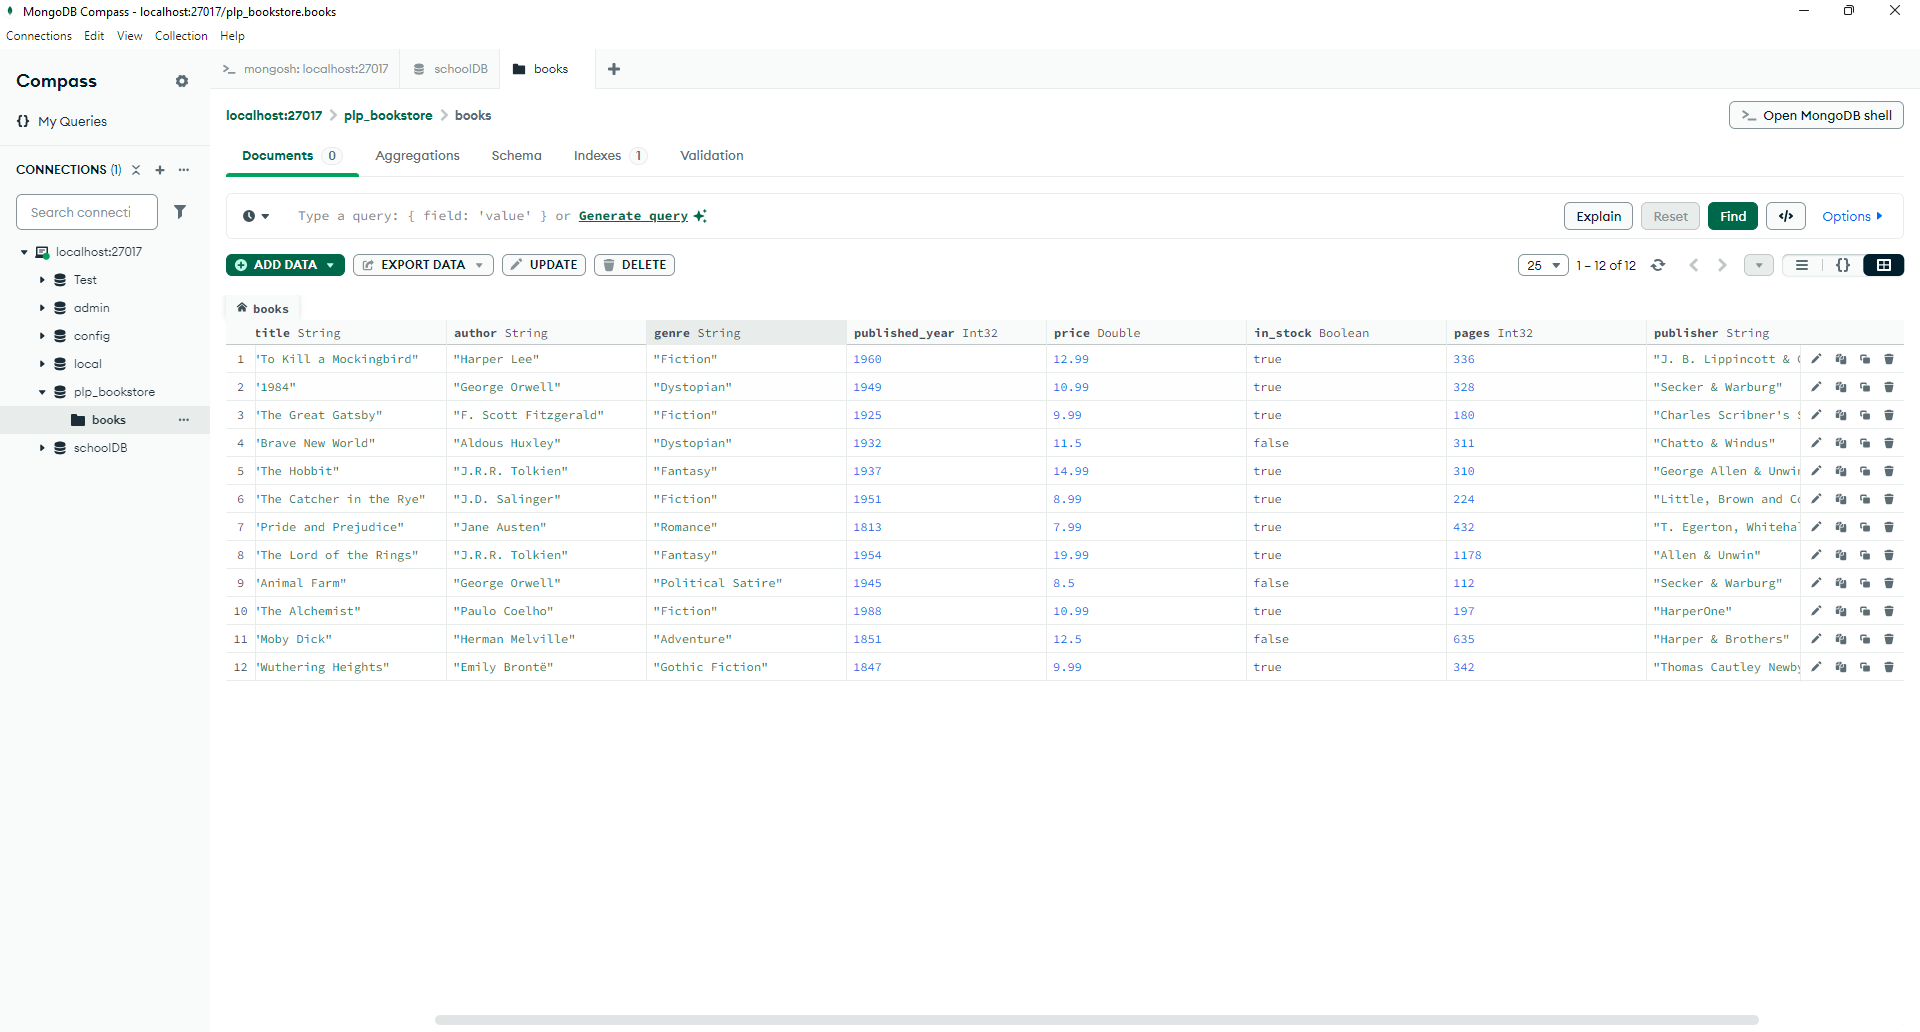 MongoDB Compass - localhost:27017/plp_bookstore.books
Connections Edit View Collection Help
Compass
My Queries
CONNECTIONS (1)
Search connecti
localhost:27017
Test
admin
config
local
plp_bookstore
books
schoolDB
mongosh: localhost:27017 schoolDB books
localhost:27017 plp_bookstore books
Open MongoDB shell
Documents 0 Aggregations Schema Indexes 1 Validation
Type a query: { field: 'value' } or Generate query
Explain Reset Find </> Options
ADD DATA EXPORT DATA UPDATE DELETE
25 1 – 12 of 12 {}
books
title String author String genre String published_year Int32 price Double in_stock Boolean pages Int32 publisher String
1 "To Kill a Mockingbird" "Harper Lee" "Fiction" 1960 12.99 true 336 "J. B. Lippincott &
2 "1984" "George Orwell" "Dystopian" 1949 10.99 true 328 "Secker & Warburg"
3 "The Great Gatsby" "F. Scott Fitzgerald" "Fiction" 1925 9.99 true 180 "Charles Scribner's
4 "Brave New World" "Aldous Huxley" "Dystopian" 1932 11.5 false 311 "Chatto & Windus"
5 "The Hobbit" "J.R.R. Tolkien" "Fantasy" 1937 14.99 true 310 "George Allen & Unwin
6 "The Catcher in the Rye" "J.D. Salinger" "Fiction" 1951 8.99 true 224 "Little, Brown and Co
7 "Pride and Prejudice" "Jane Austen" "Romance" 1813 7.99 true 432 "T. Egerton, Whitehal
8 "The Lord of the Rings" "J.R.R. Tolkien" "Fantasy" 1954 19.99 true 1178 "Allen & Unwin"
9 "Animal Farm" "George Orwell" "Political Satire" 1945 8.5 false 112 "Secker & Warburg"
10 "The Alchemist" "Paulo Coelho" "Fiction" 1988 10.99 true 197 "HarperOne"
11 "Moby Dick" "Herman Melville" "Adventure" 1851 12.5 false 635 "Harper & Brothers"
12 "Wuthering Heights" "Emily Brontë" "Gothic Fiction" 1847 9.99 true 342 "Thomas Cautley Newby